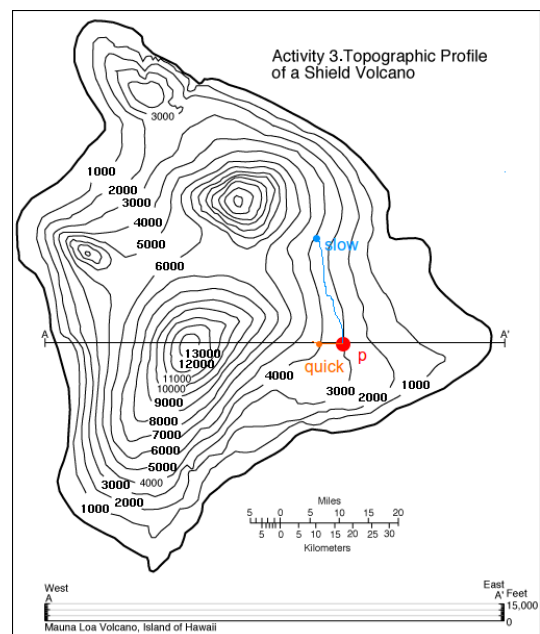 Activity 3.Topographic Profile
of a Shield Volcano
3000
1000
2000
3000
4000
5000
6000
slow
A
A'
13000
12000
11000
10000
9000
8000
7000
6000
5000
4000
3000
2000
1000
quick
p
4000
3000
2000
1000
Miles
5 0 5 10 15 20
5 0 5 10 15 20 25 30
Kilometers
West
A
East
A' Feet
15,000
0
Mauna Loa Volcano, Island of Hawaii